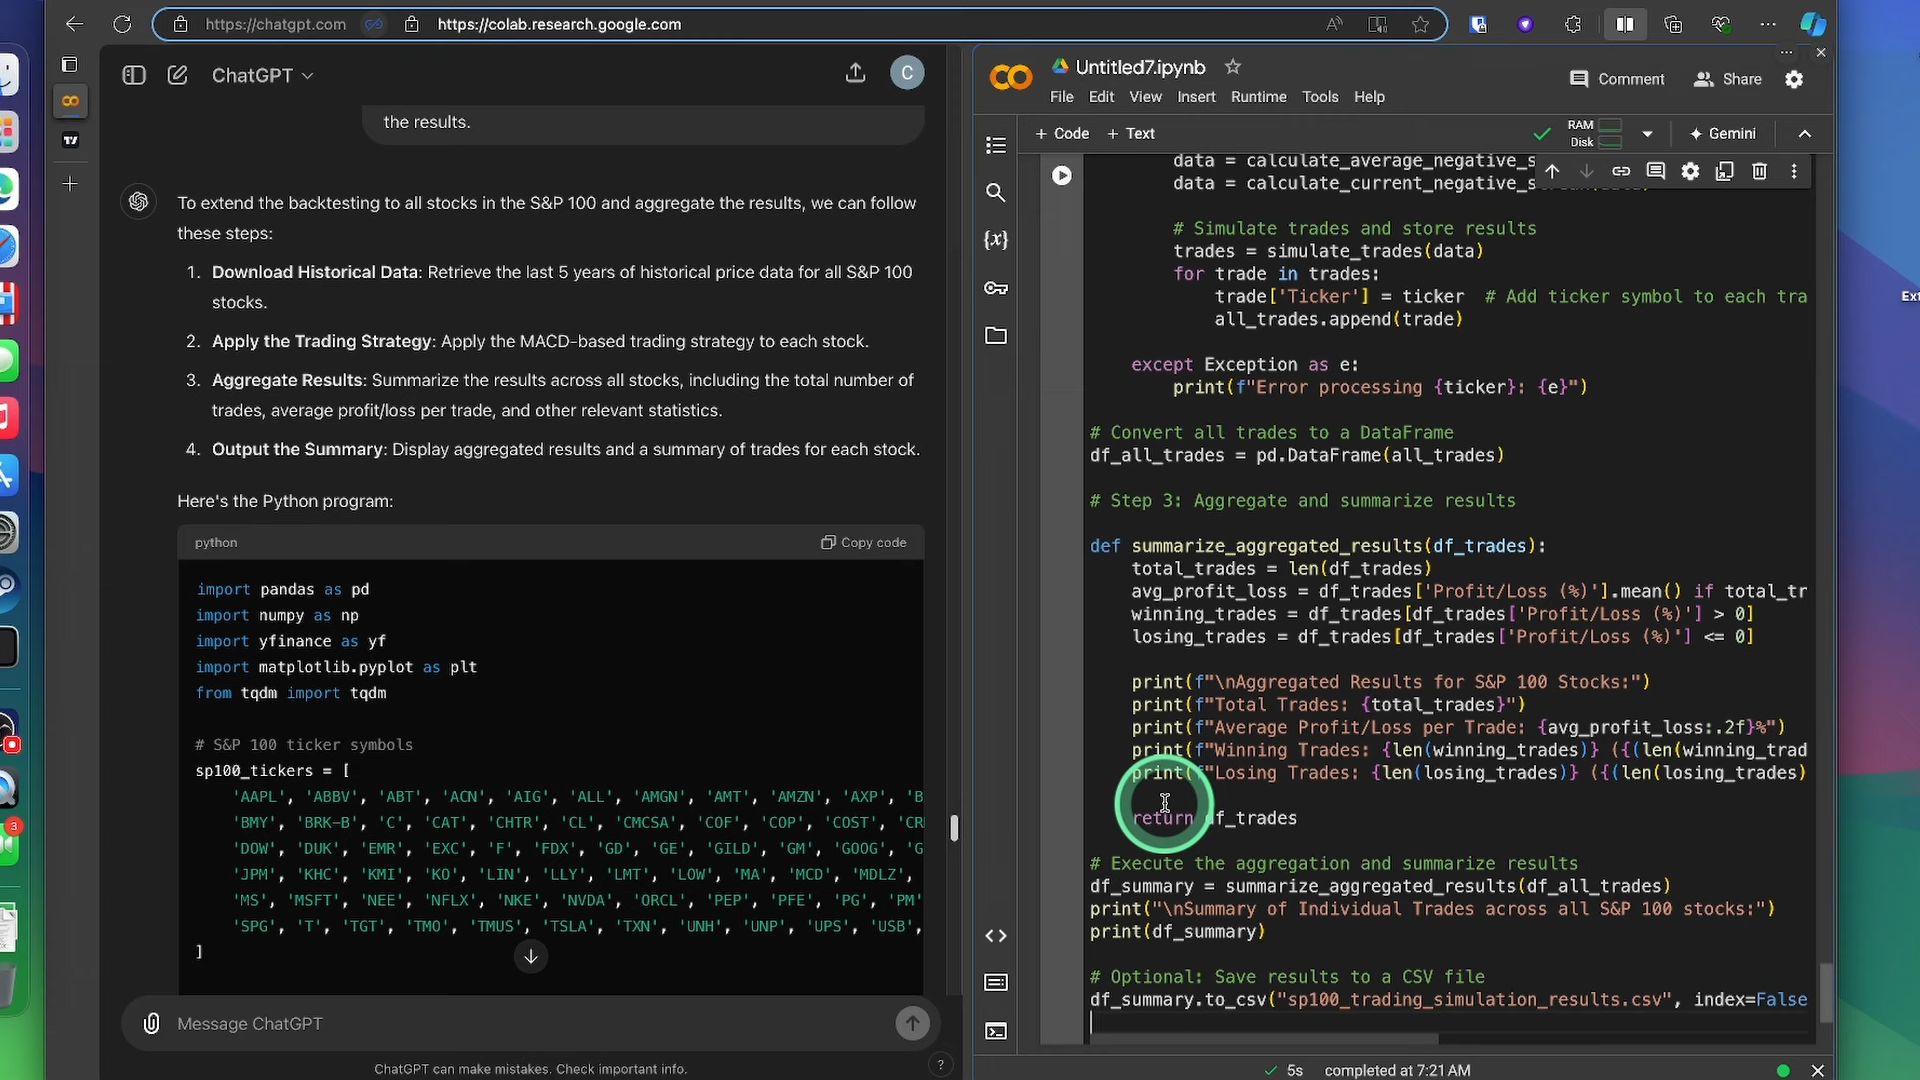 https://chatgpt.com
https://colab.research.google.com
ChatGPT
C
the results.
To extend the backtesting to all stocks in the S&P 100 and aggregate the results, we can follow
these steps:
1. Download Historical Data: Retrieve the last 5 years of historical price data for all S&P 100
stocks.
2. Apply the Trading Strategy: Apply the MACD-based trading strategy to each stock.
3. Aggregate Results: Summarize the results across all stocks, including the total number of
trades, average profit/loss per trade, and other relevant statistics.
4. Output the Summary: Display aggregated results and a summary of trades for each stock.
Here's the Python program:
python
Copy code
import pandas as pd
import numpy as np
import yfinance as yf
import matplotlib.pyplot as plt
from tqdm import tqdm
# S&P 100 ticker symbols
sp100_tickers = [
'AAPL', 'ABBV', 'ABT', 'ACN', 'AIG', 'ALL', 'AMGN', 'AMT', 'AMZN', 'AXP', 'B
'BMY', 'BRK-B', 'C', 'CAT', 'CHTR', 'CL', 'CMCSA', 'COF', 'COP', 'COST', 'CR
'DOW', 'DUK', 'EMR', 'EXC', 'F', 'FDX', 'GD', 'GE', 'GILD', 'GM', 'GOOG', 'G
'JPM', 'KHC', 'KMI', 'KO', 'LIN', 'LLY', 'LMT', 'LOW', 'MA', 'MCD', 'MDLZ',
'MS', 'MSFT', 'NEE', 'NFLX', 'NKE', 'NVDA', 'ORCL', 'PEP', 'PFE', 'PG', 'PM'
'SPG', 'T', 'TGT', 'TMO', 'TMUS', 'TSLA', 'TXN', 'UNH', 'UNP', 'UPS', 'USB',
]
Message ChatGPT
ChatGPT can make mistakes. Check important info.
?
Untitled7.ipynb
Comment
Share
File Edit View Insert Runtime Tools Help
+ Code + Text
RAM
Disk
Gemini
data = calculate_average_negative_s
data = calculate_current_negative_s
# Simulate trades and store results
trades = simulate_trades(data)
for trade in trades:
trade['Ticker'] = ticker # Add ticker symbol to each tra
all_trades.append(trade)
except Exception as e:
print(f"Error processing {ticker}: {e}")
# Convert all trades to a DataFrame
df_all_trades = pd.DataFrame(all_trades)
# Step 3: Aggregate and summarize results
def summarize_aggregated_results(df_trades):
total_trades = len(df_trades)
avg_profit_loss = df_trades['Profit/Loss (%)'].mean() if total_tr
winning_trades = df_trades[df_trades['Profit/Loss (%)'] > 0]
losing_trades = df_trades[df_trades['Profit/Loss (%)'] <= 0]
print(f"\nAggregated Results for S&P 100 Stocks:")
print(f"Total Trades: {total_trades}")
print(f"Average Profit/Loss per Trade: {avg_profit_loss:.2f}%")
print(f"Winning Trades: {len(winning_trades)} ({(len(winning_trad
print(f"Losing Trades: {len(losing_trades)} ({(len(losing_trades)
return df_trades
# Execute the aggregation and summarize results
df_summary = summarize_aggregated_results(df_all_trades)
print("\nSummary of Individual Trades across all S&P 100 stocks:")
print(df_summary)
# Optional: Save results to a CSV file
df_summary.to_csv("sp100_trading_simulation_results.csv", index=False
5s completed at 7:21 AM
Ext
3